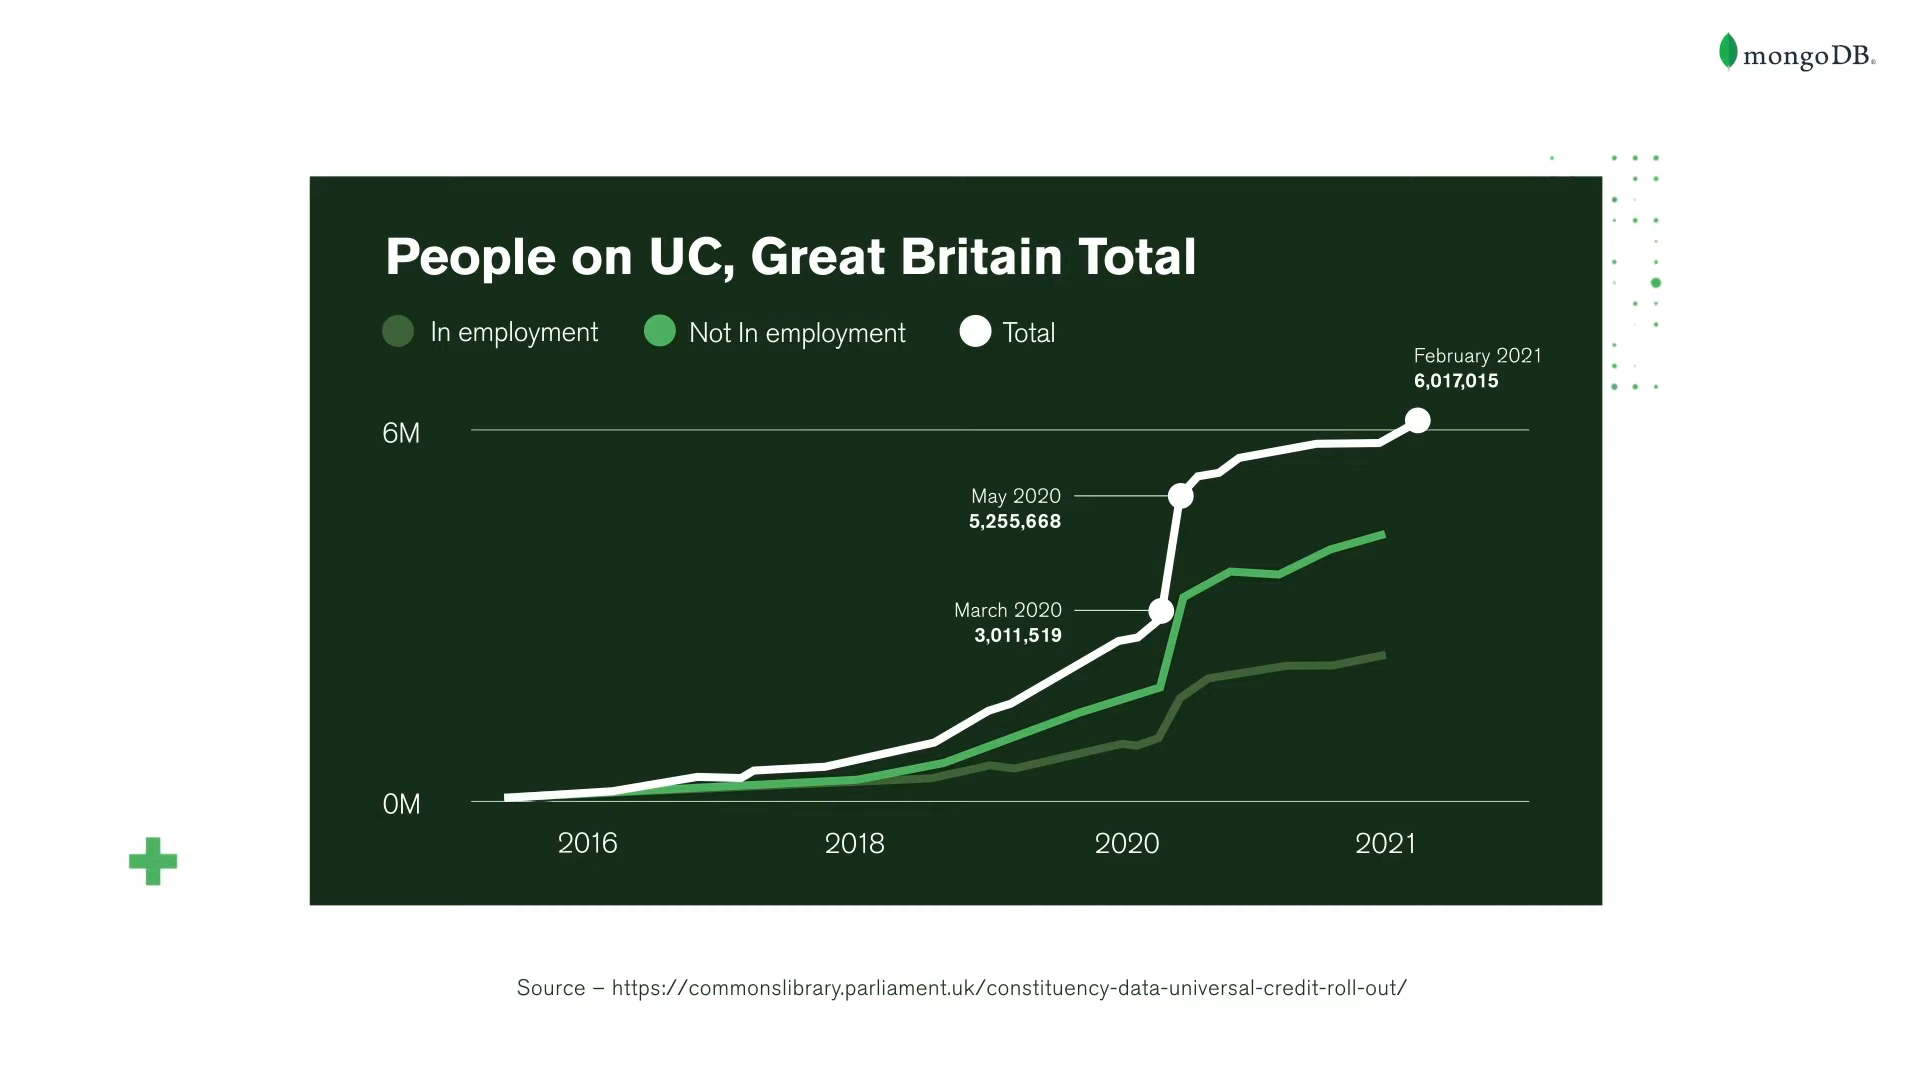 mongoDB®
People on UC, Great Britain Total
In employment
Not In employment
Total
February 2021
6,017,015
6M
May 2020
5,255,668
March 2020
3,011,519
0M
2016
2018
2020
2021
Source – https://commonslibrary.parliament.uk/constituency-data-universal-credit-roll-out/